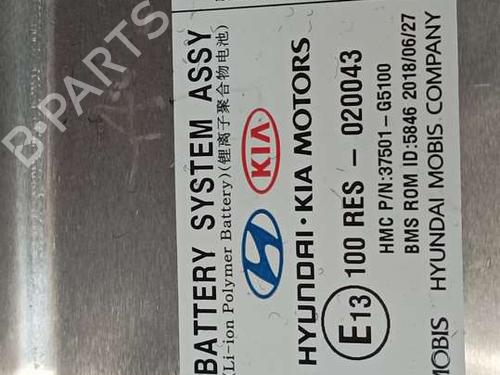 BATTERY SYSTEM ASSY
(Li-ion Polymer Battery)(锂离子聚合物电池)
KIA
HYUNDAI · KIA MOTORS
E13 100 RES - 020043
HMC P/N:37501-G5100
BMS ROM ID:5846 2018/06/27
MOBIS HYUNDAI MOBIS COMPANY
B-PARTS